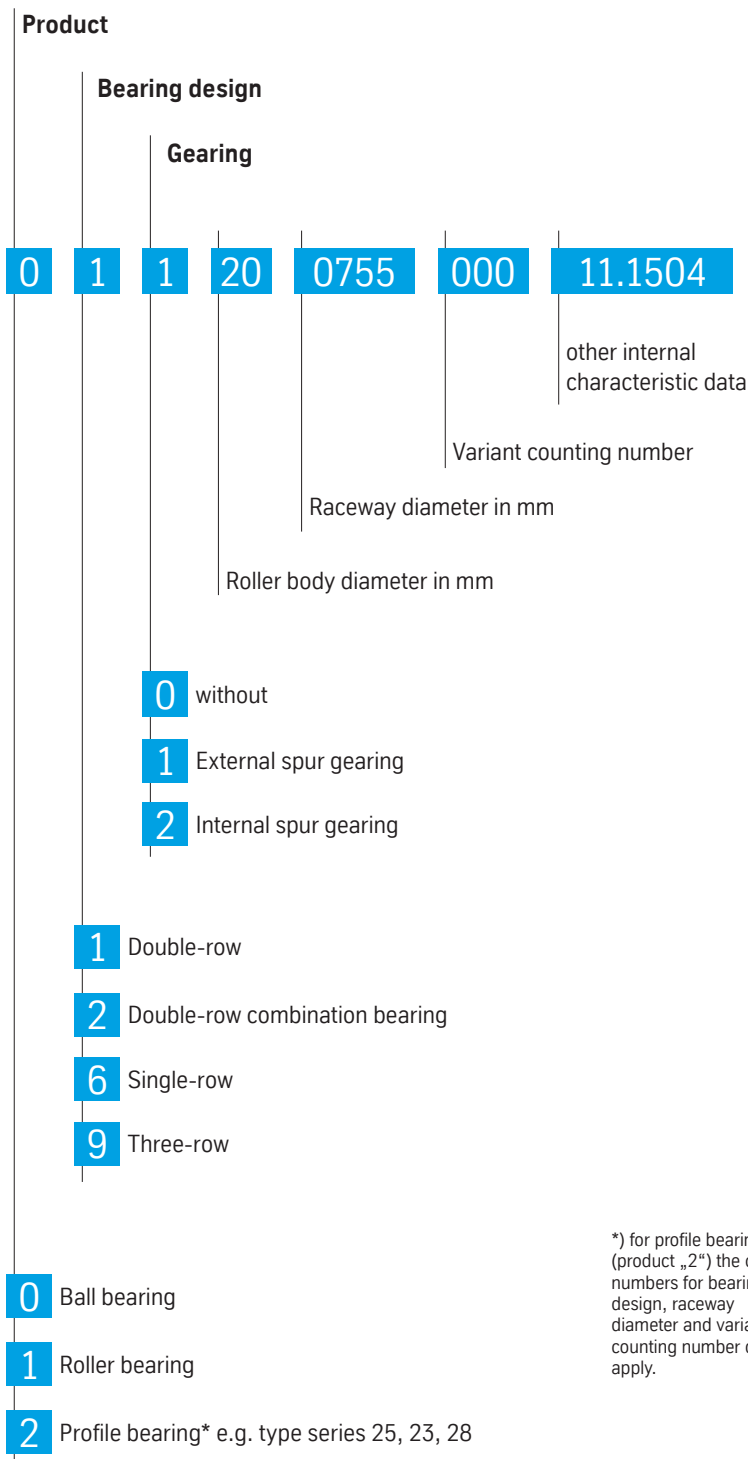 Product
Bearing design
Gearing
0 1 1 20 0755 000 11.1504
other internal
characteristic data
Variant counting number
Raceway diameter in mm
Roller body diameter in mm
0 without
1 External spur gearing
2 Internal spur gearing
1 Double-row
2 Double-row combination bearing
6 Single-row
9 Three-row
*) for profile
(product „2“) the
numbers for
design, raceway
diameter and
counting number
apply.
0 Ball bearing
1 Roller bearing
2 Profile bearing* e.g. type series 25, 23, 28